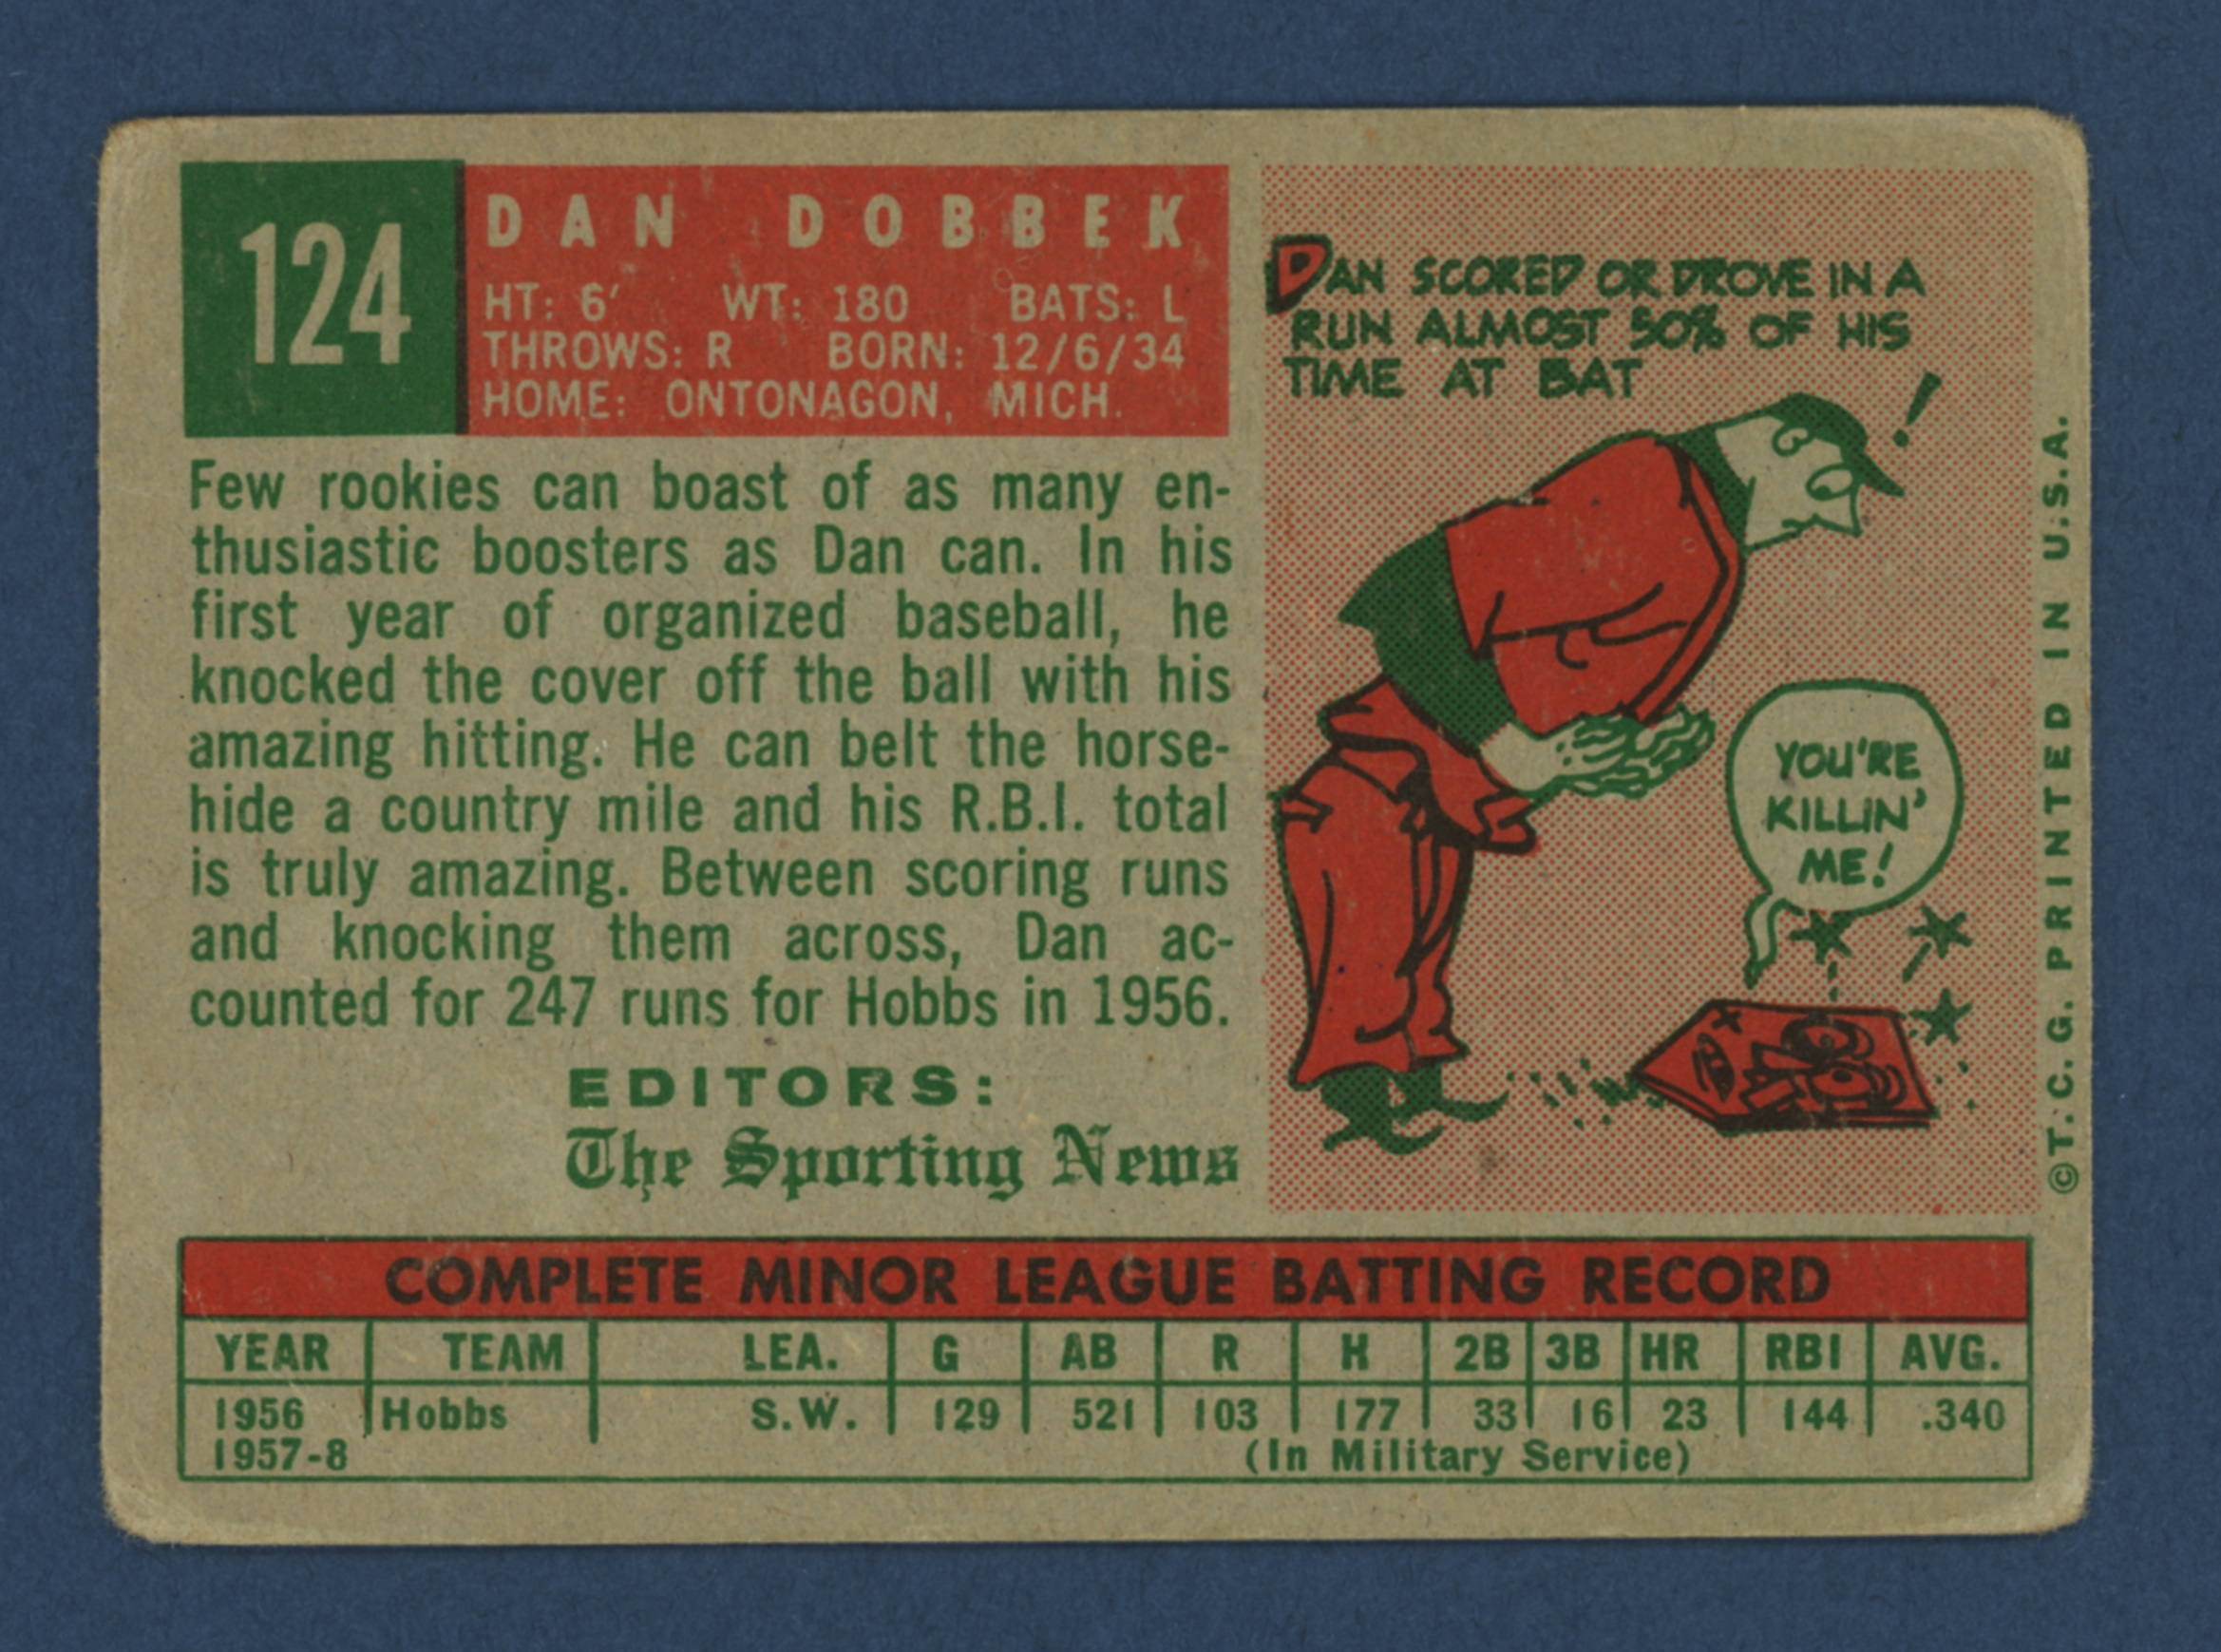 124
DAN DOBBEK
HT: 6' WT: 180 BATS: L
THROWS: R BORN: 12/6/34
HOME: ONTONAGON, MICH.
Few rookies can boast of as many en-
thusiastic boosters as Dan can. In his
first year of organized baseball, he
knocked the cover off the ball with his
amazing hitting. He can belt the horse-
hide a country mile and his R.B.I. total
is truly amazing. Between scoring runs
and knocking them across, Dan ac-
counted for 247 runs for Hobbs in 1956.
EDITORS:
The Sporting News
DAN SCORED OR DROVE IN A
RUN ALMOST 50% OF HIS
TIME AT BAT
!
YOU'RE
KILLIN'
ME!
©T.C.G. PRINTED IN U.S.A.
COMPLETE MINOR LEAGUE BATTING RECORD
YEAR TEAM LEA. G AB R H 2B 3B HR RBI AVG.
1956 Hobbs S.W. 129 521 103 177 33 16 23 144 .340
1957-8 (In Military Service)